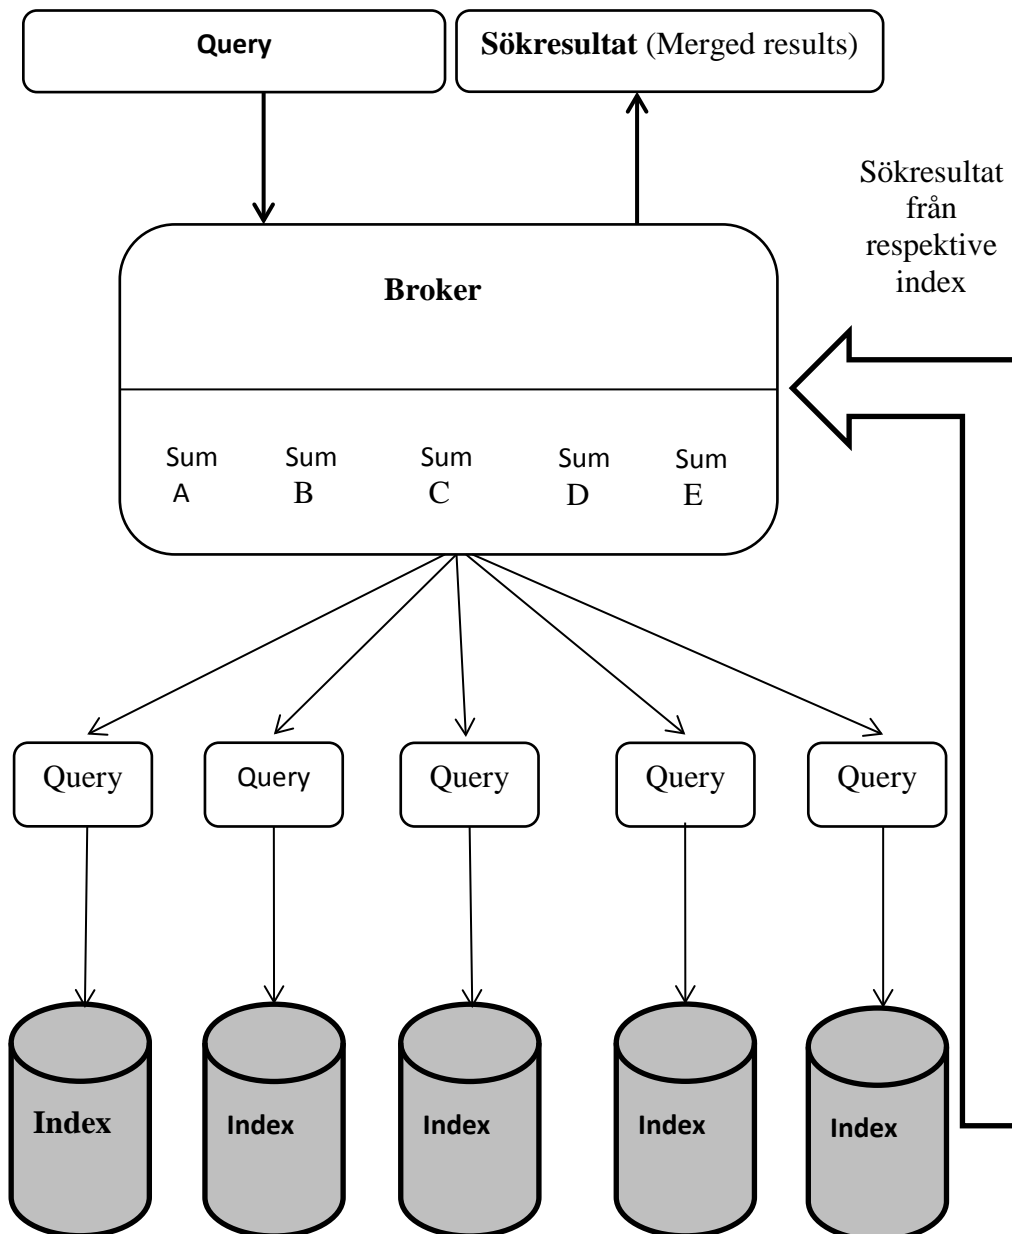 Query
Sökresultat (Merged results)
Sökresultat
från
respektive
index
Broker
Sum Sum Sum Sum Sum
A B C D E
Query Query Query Query Query
Index Index Index Index Index